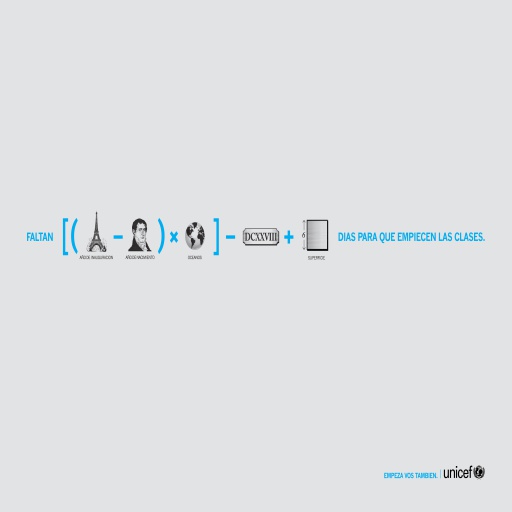 FALTAN [( − ) × ] − DCXXVIII + 6 DIAS PARA QUE EMPIECEN LAS CLASES.
AÑO DE INAUGURACION AÑO DE NACIMIENTO OCEANOS SUPERFICIE
EMPEZA VOS TAMBIEN. unicef